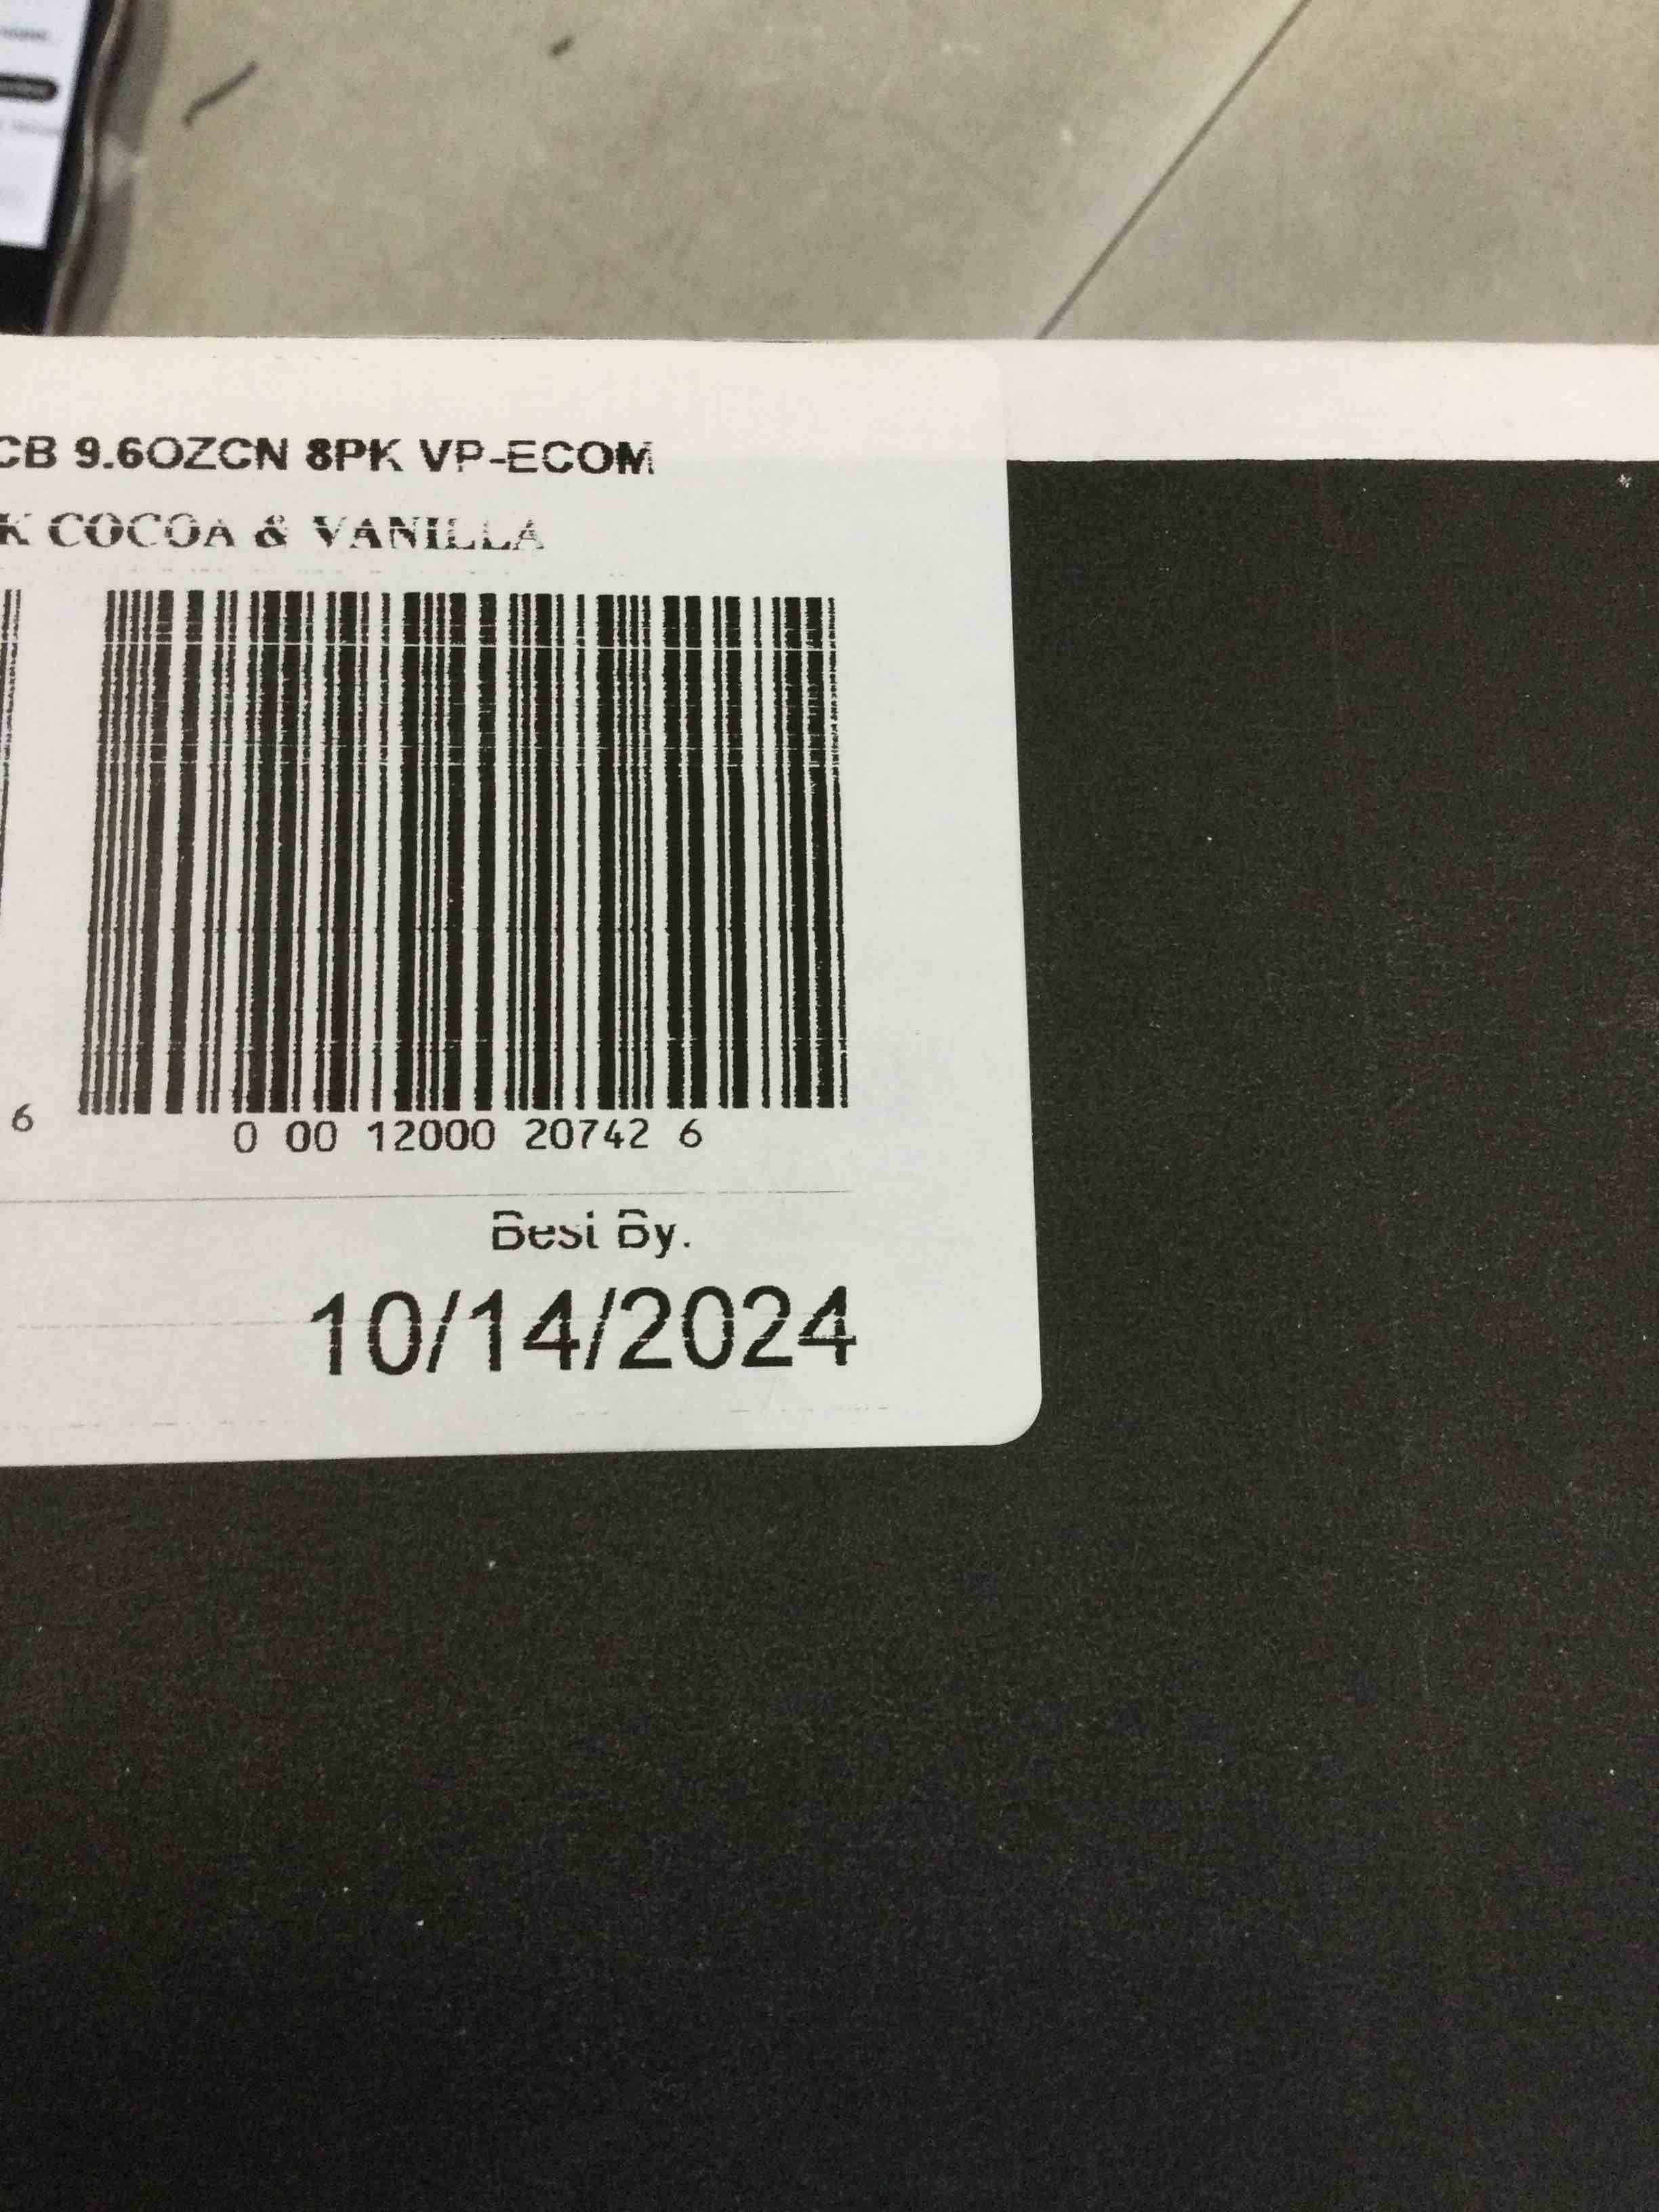 CB 9.6OZCN 8PK VP-ECOM
K COCOA & VANILLA
6
0 00 12000 20742 6
Best By.
10/14/2024